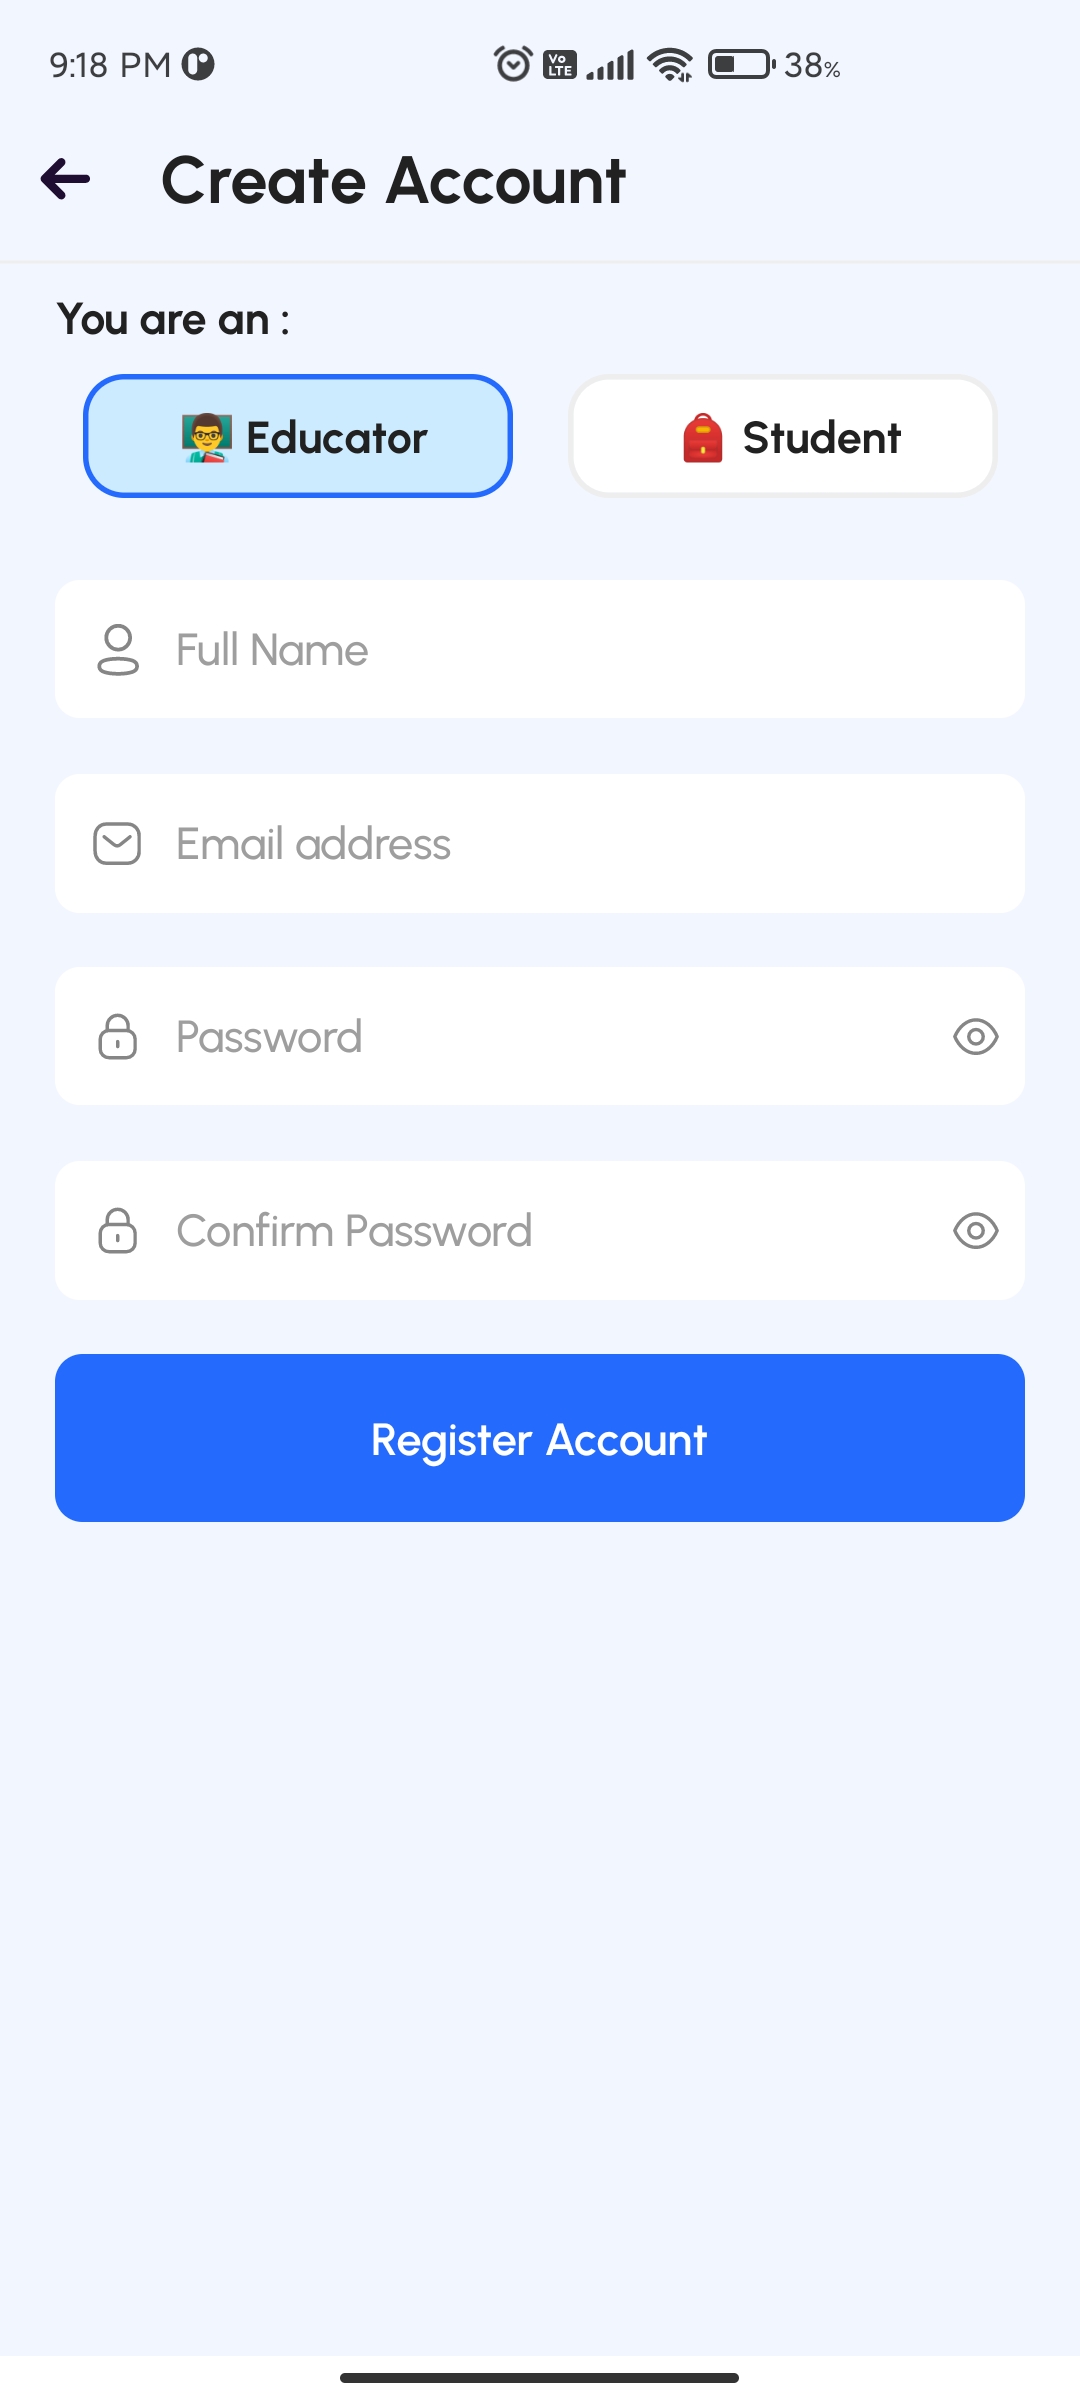 9:18 PM
Vo LTE
38%
Create Account
You are an :
Educator
Student
Full Name
Email address
Password
Confirm Password
Register Account